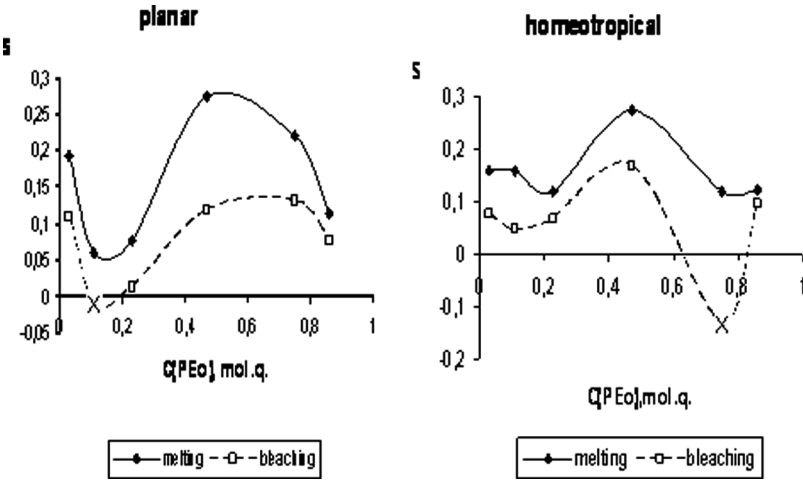 planar
s
0,3
0,25
0,2
0,15
0,1
0,05
0
-0,05
0 0,2 0,4 0,6 0,8 1
C(PEo), mol.q.
melting bleaching
homeotropical
S
0,3
0,2
0,1
0
-0,1
-0,2
0 0,2 0,4 0,6 0,8 1
C(PEo),mol.q.
melting bleaching